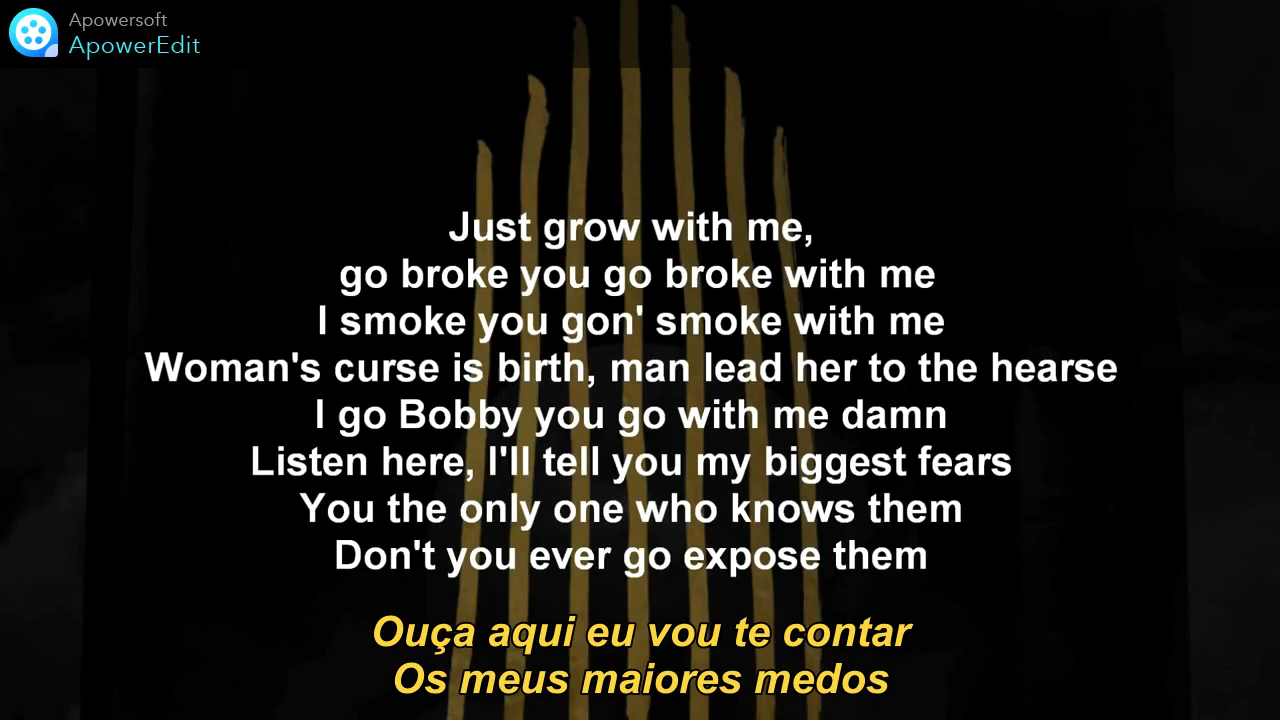 Apowersoft
ApowerEdit
Just grow with me,
go broke you go broke with me
I smoke you gon' smoke with me
Woman's curse is birth, man lead her to the hearse
I go Bobby you go with me damn
Listen here, I'll tell you my biggest fears
You the only one who knows them
Don't you ever go expose them
Ouça aqui eu vou te contar
Os meus maiores medos